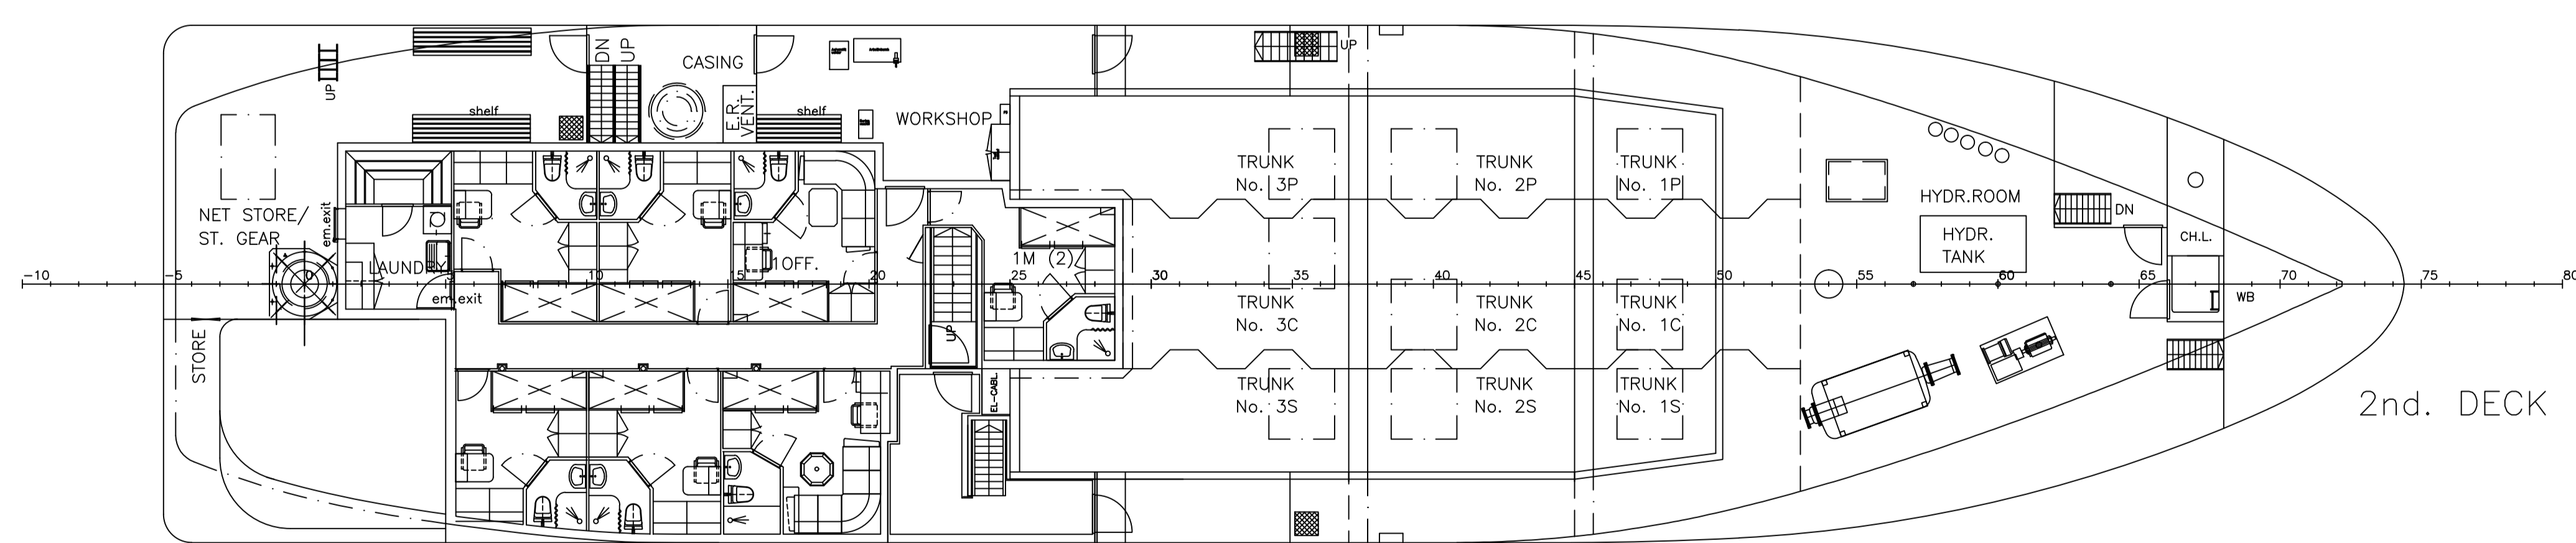 DN
UP
CASING
UP
UP
shelf
E.R.
VENT.
shelf
WORKSHOP
TRUNK
No. 3P
TRUNK
No. 2P
TRUNK
No. 1P
HYDR.ROOM
DN
NET STORE/
ST. GEAR
em.exit
HYDR.
TANK
CH.L.
LAUNDRY
1OFF.
1M (2)
-10
-5
0
5
10
15
20
25
30
35
40
45
50
55
60
65
70
75
80
em.exit
WB
TRUNK
No. 3C
TRUNK
No. 2C
TRUNK
No. 1C
STORE
UP
EL-CABL.
TRUNK
No. 3S
TRUNK
No. 2S
TRUNK
No. 1S
2nd. DECK